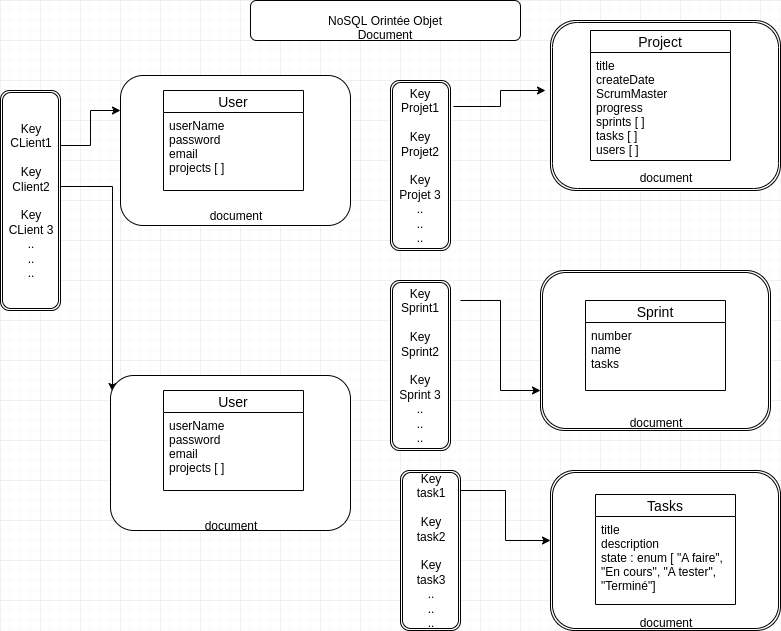 NoSQL Orintée Objet
Document
Key
CLient1
Key
Client2
Key
CLient 3
..
..
..
User
userName
password
email
projects [ ]
document
User
userName
password
email
projects [ ]
document
Key
Projet1
Key
Projet2
Key
Projet 3
..
..
..
Project
title
createDate
ScrumMaster
progress
sprints [ ]
tasks [ ]
users [ ]
document
Key
Sprint1
Key
Sprint2
Key
Sprint 3
..
..
..
Sprint
number
name
tasks
document
Key
task1
Key
task2
Key
task3
..
..
..
Tasks
title
description
state : enum [ "A faire",
"En cours", "A tester",
"Terminé"]
document